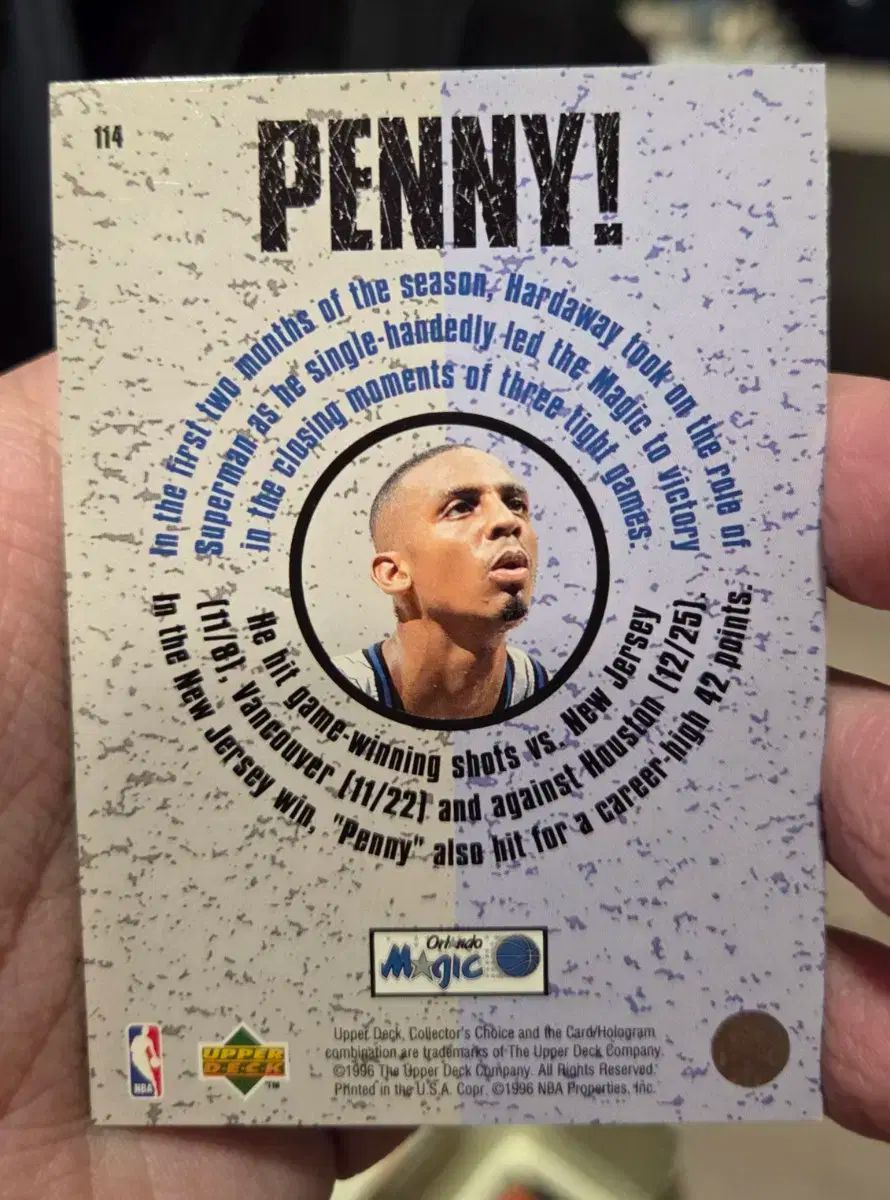 114
PENNY!
In the first two months of the season, Hardaway took on the role of
Superman as he single-handedly led the Magic to victory
in the closing moments of three tight games.
He hit game-winning shots vs. New Jersey
(11/8), Vancouver (11/22) and against Houston (12/25).
In the New Jersey win, "Penny" also hit for a career-high 42 points.
Orlando
Magic
NBA
UPPER
DECK
TM
Upper Deck, Collector's Choice and the Card/Hologram
combination are trademarks of The Upper Deck Company.
©1996 The Upper Deck Company. All Rights Reserved.
Printed in the U.S.A. Copr. ©1996 NBA Properties, Inc.